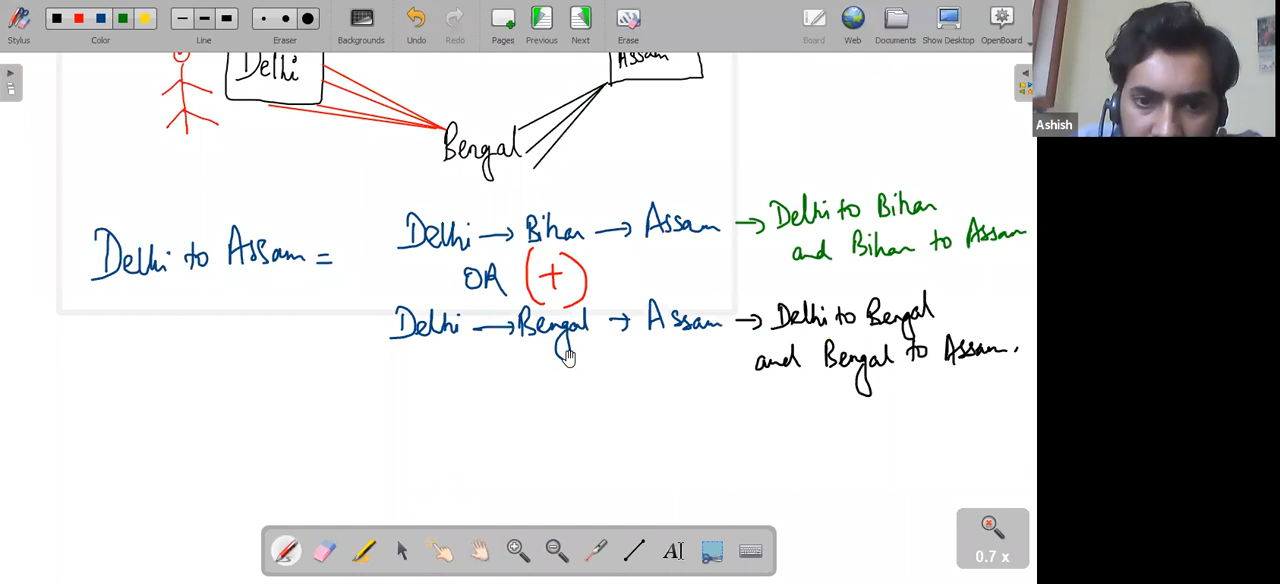 Stylus
Color
Line
Eraser
Backgrounds
Undo
Redo
Pages
Previous
Next
Erase
Board
Web
Documents
Show Desktop
OpenBoard
Delhi
Assam
Ashish
Bengal
Delhi to Assam =
Delhi → Bihar → Assam → Delhi to Bihar
and Bihar to Assam
OR (+)
Delhi → Bengal → Assam → Delhi to Bengal
and Bengal to Assam.
0.7 x